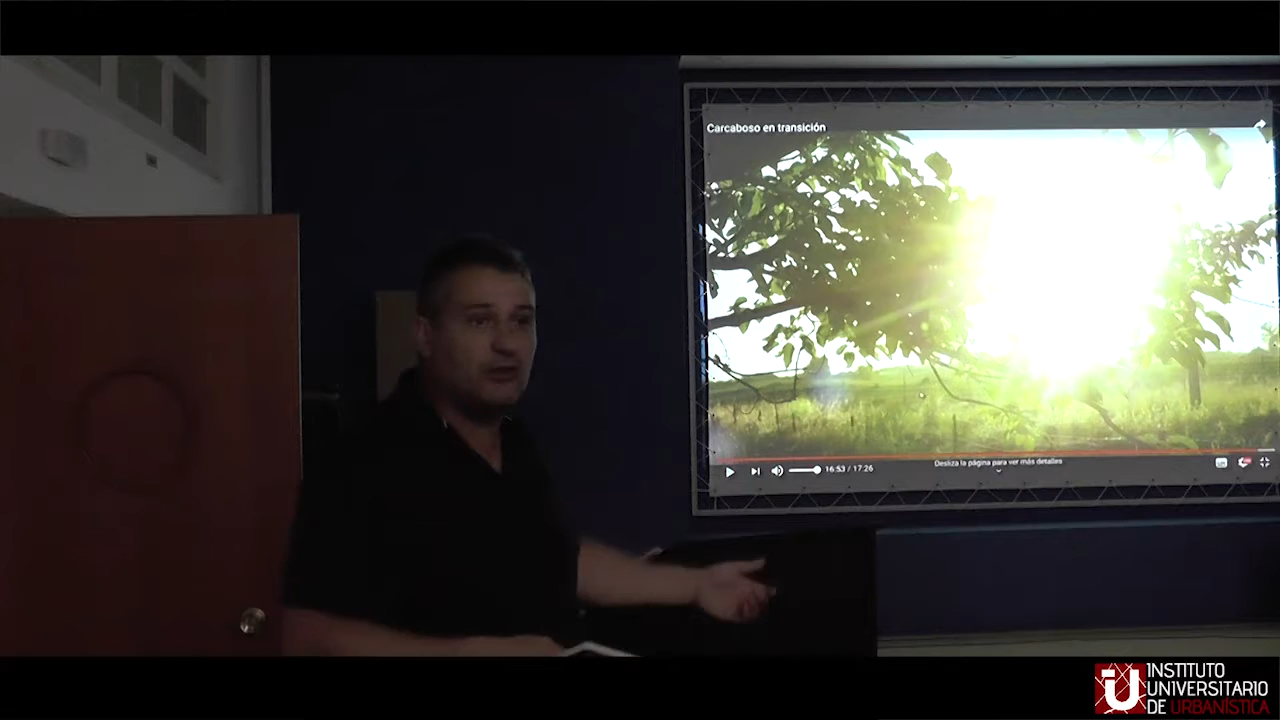 Carcaboso en transición
16:53 / 17:26
Desliza la página para ver más detalles
INSTITUTO
UNIVERSITARIO
DE URBANÍSTICA